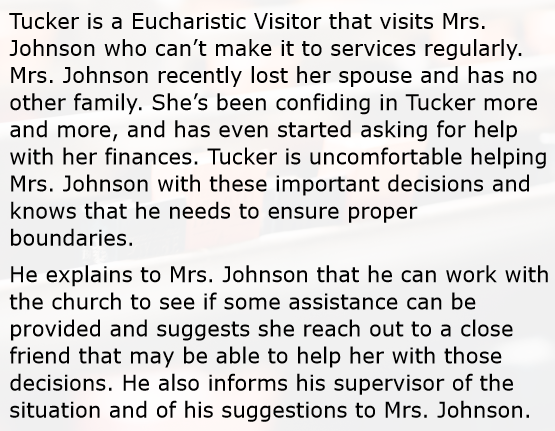 Tucker is a Eucharistic Visitor that visits Mrs.
Johnson who can’t make it to services regularly.
Mrs. Johnson recently lost her spouse and has no
other family. She’s been confiding in Tucker more
and more, and has even started asking for help
with her finances. Tucker is uncomfortable helping
Mrs. Johnson with these important decisions and
knows that he needs to ensure proper
boundaries.
He explains to Mrs. Johnson that he can work with
the church to see if some assistance can be
provided and suggests she reach out to a close
friend that may be able to help her with those
decisions. He also informs his supervisor of the
situation and of his suggestions to Mrs. Johnson.